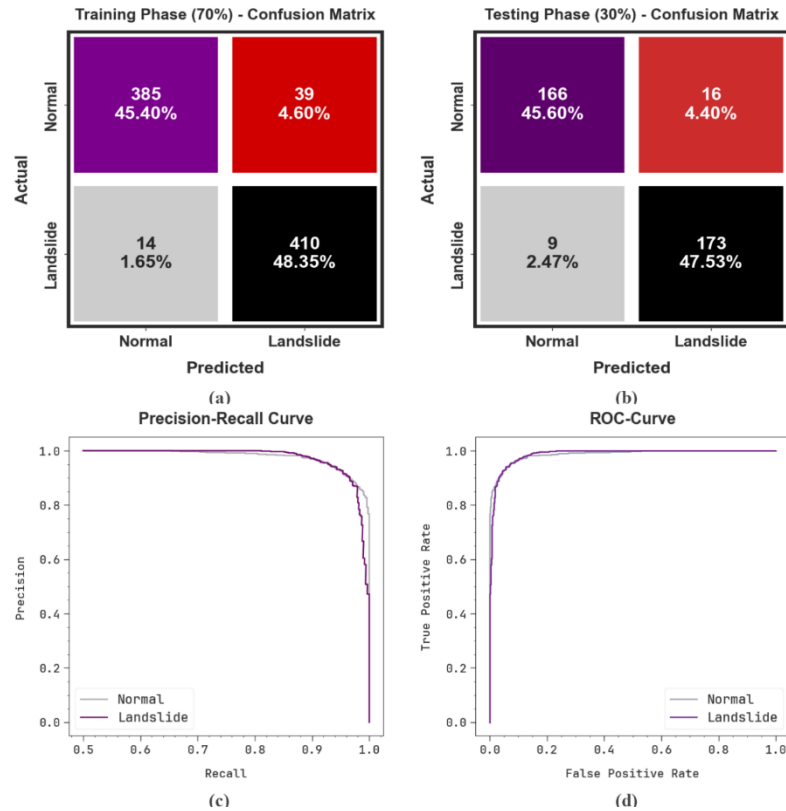 Training Phase (70%) - Confusion Matrix
Normal
Landslide
Actual
385
45.40%
39
4.60%
14
1.65%
410
48.35%
Normal Landslide
Predicted
(a)
Testing Phase (30%) - Confusion Matrix
Normal
Landslide
Actual
166
45.60%
16
4.40%
9
2.47%
173
47.53%
Normal Landslide
Predicted
(b)
Precision-Recall Curve
1.0
0.8
0.6
0.4
0.2
0.0
Precision
Normal
Landslide
0.5 0.6 0.7 0.8 0.9 1.0
Recall
(c)
ROC-Curve
1.0
0.8
0.6
0.4
0.2
0.0
True Positive Rate
Normal
Landslide
0.0 0.2 0.4 0.6 0.8 1.0
False Positive Rate
(d)